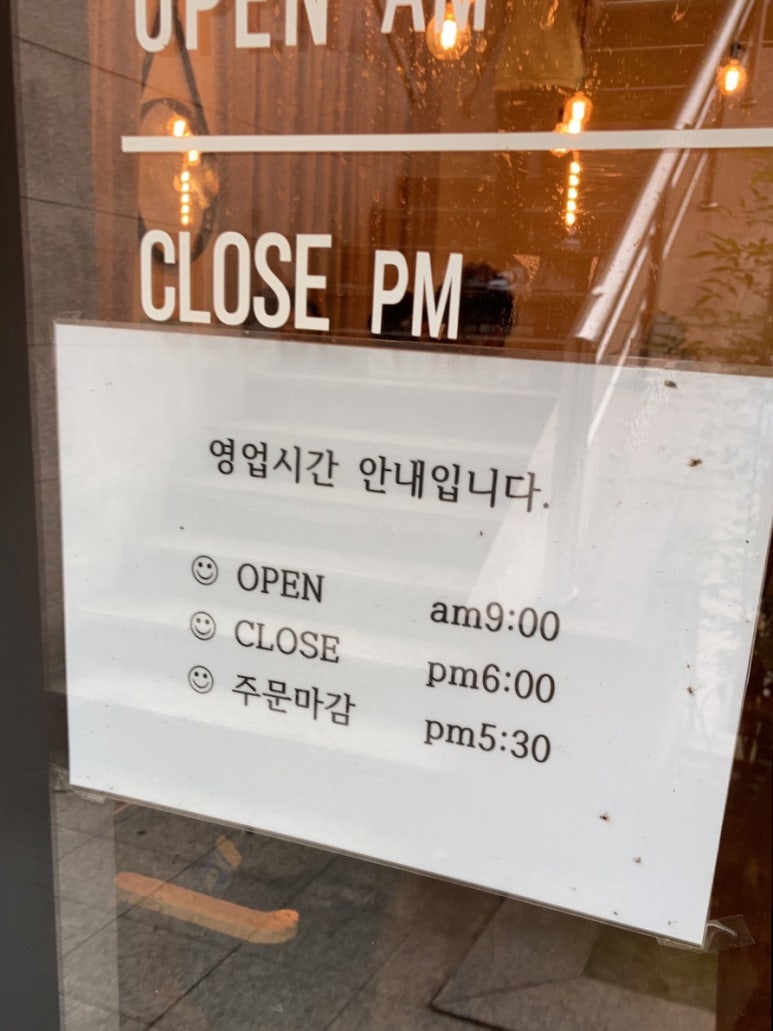 OPEN AM
CLOSE PM
영업시간 안내입니다.
☺ OPEN am9:00
☺ CLOSE pm6:00
☺ 주문마감 pm5:30